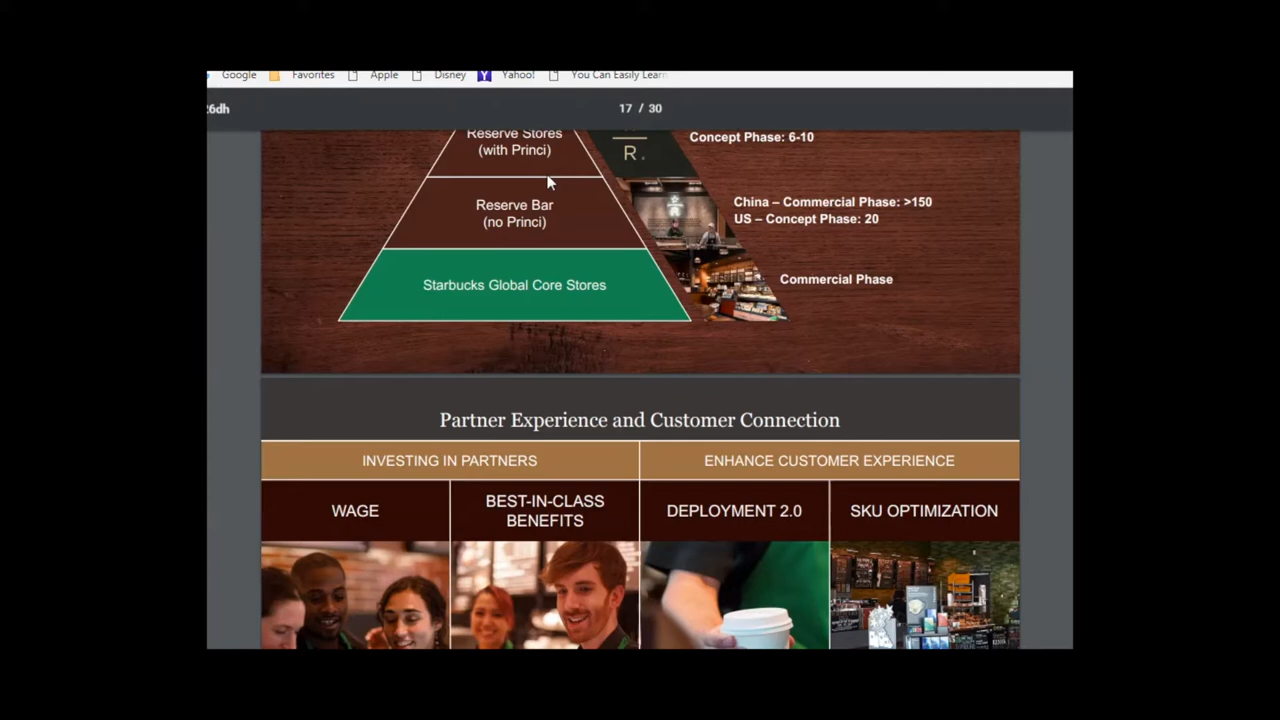 Google Favorites Apple Disney Yahoo! You Can Easily Learn
26dh
17 / 30
Reserve Stores
(with Princi)
R
Concept Phase: 6-10
Reserve Bar
(no Princi)
China – Commercial Phase: >150
US – Concept Phase: 20
Starbucks Global Core Stores
Commercial Phase
Partner Experience and Customer Connection
INVESTING IN PARTNERS
ENHANCE CUSTOMER EXPERIENCE
WAGE
BEST-IN-CLASS
BENEFITS
DEPLOYMENT 2.0
SKU OPTIMIZATION